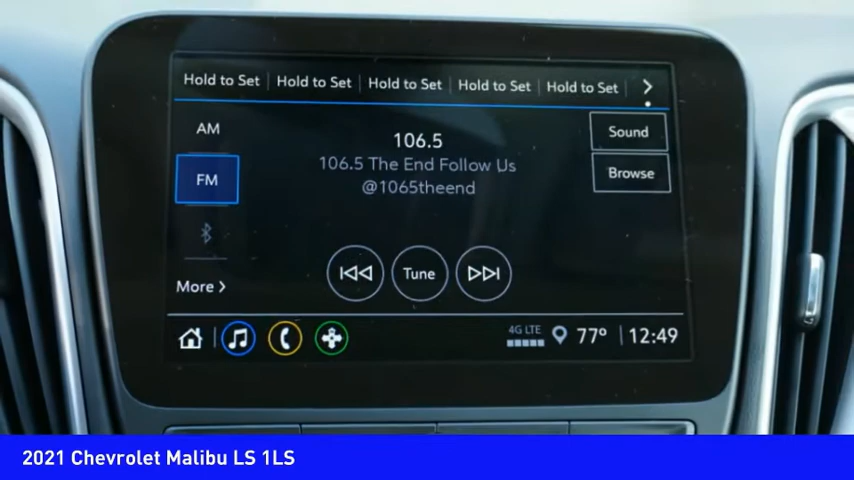 Hold to Set Hold to Set Hold to Set Hold to Set Hold to Set >
AM
106.5
Sound
106.5 The End Follow Us
FM
Browse
@1065theend
More >
Tune
4G LTE
77° 12:49
2021 Chevrolet Malibu LS 1LS